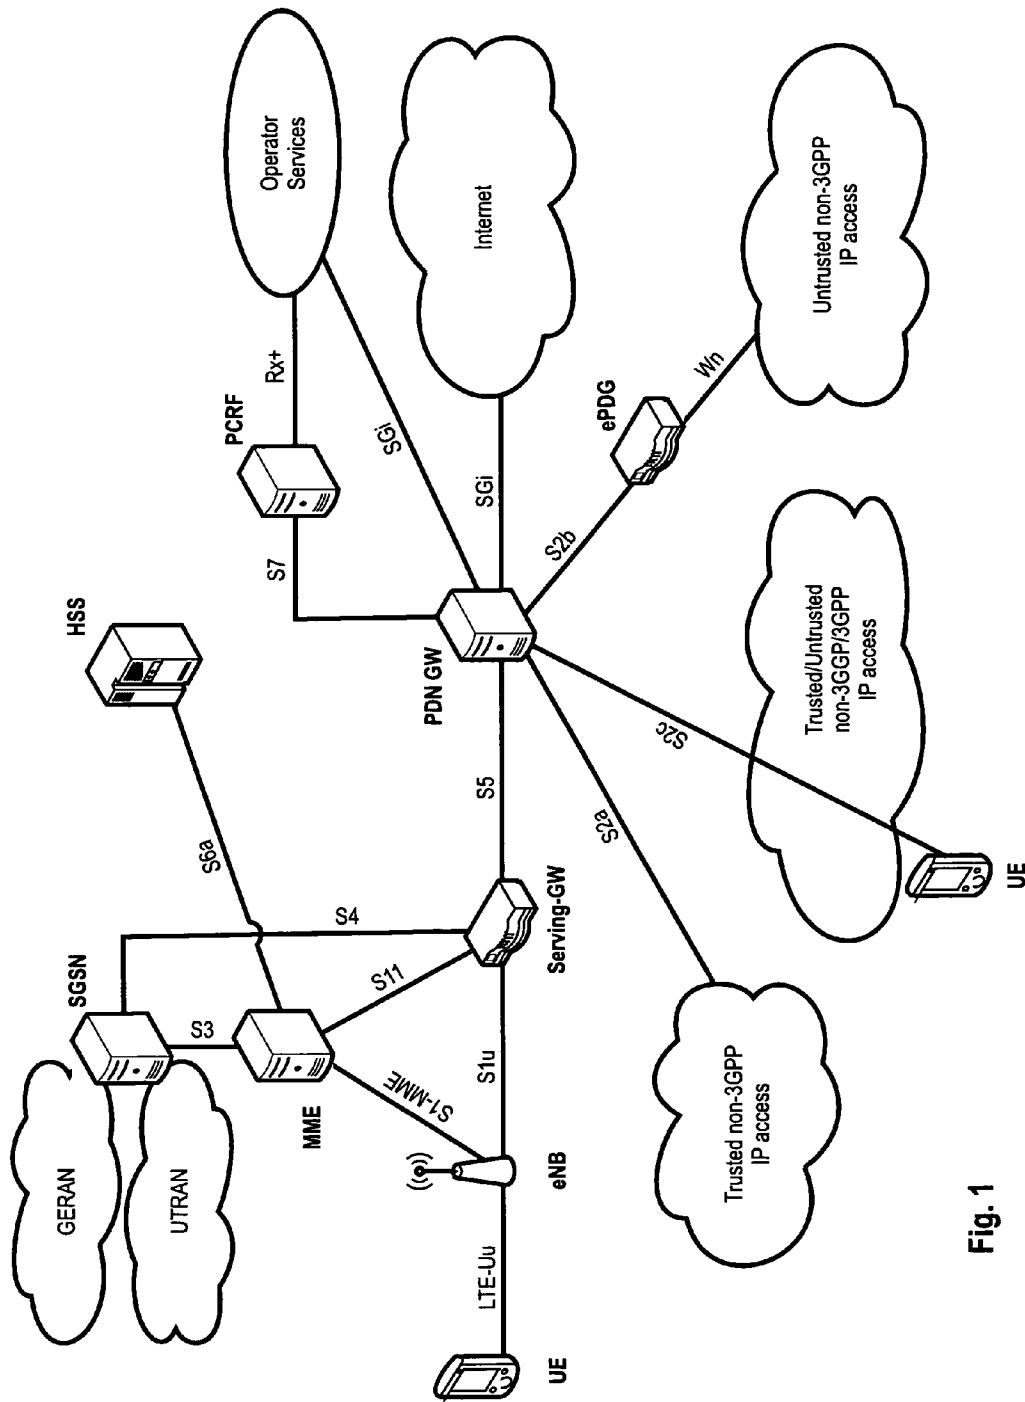 GERAN
UTRAN
SGSN
S3
MME
S6a
HSS
S4
S11
S1-MME
UE
LTE-Uu
eNB
S1u
Serving-GW
S5
PDN GW
S7
PCRF
Rx+
Operator
Services
SGi
SGi
Internet
S2b
ePDG
Wn
Untrusted non-3GPP
IP access
S2a
S2c
Trusted non-3GPP
IP access
Trusted/Untrusted
non-3GGP/3GPP
IP access
UE
Fig. 1